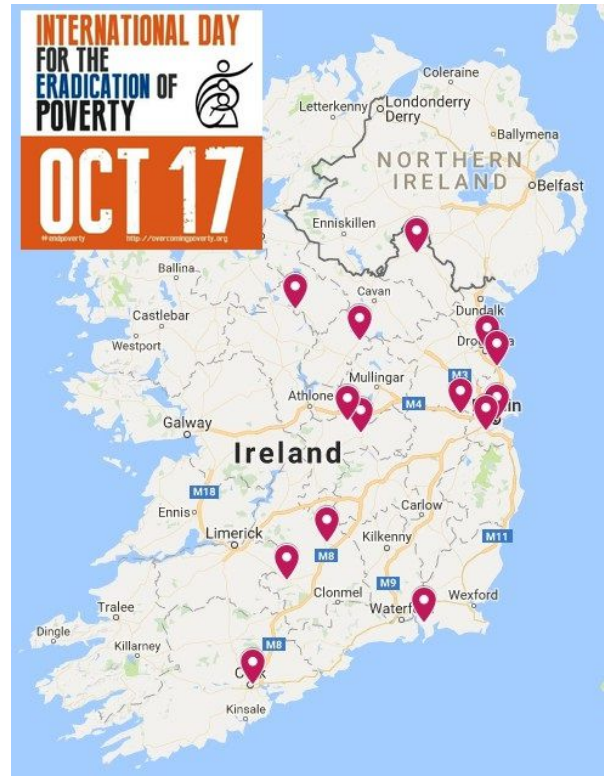 INTERNATIONAL DAY
FOR THE
ERADICATION OF
POVERTY
OCT 17
#endpoverty http://overcomingpoverty.org
Coleraine
Letterkenny
Londonderry
Derry
Ballymena
NORTHERN
IRELAND
Belfast
Enniskillen
Ballina
Cavan
Dundalk
Castlebar
Westport
Mullingar
M3
Athlone
M4
Galway
Ireland
M18
Ennis
Carlow
Limerick
Kilkenny
M11
M8
Clonmel
M9
Wexford
Tralee
Dingle
Killarney
M8
Kinsale